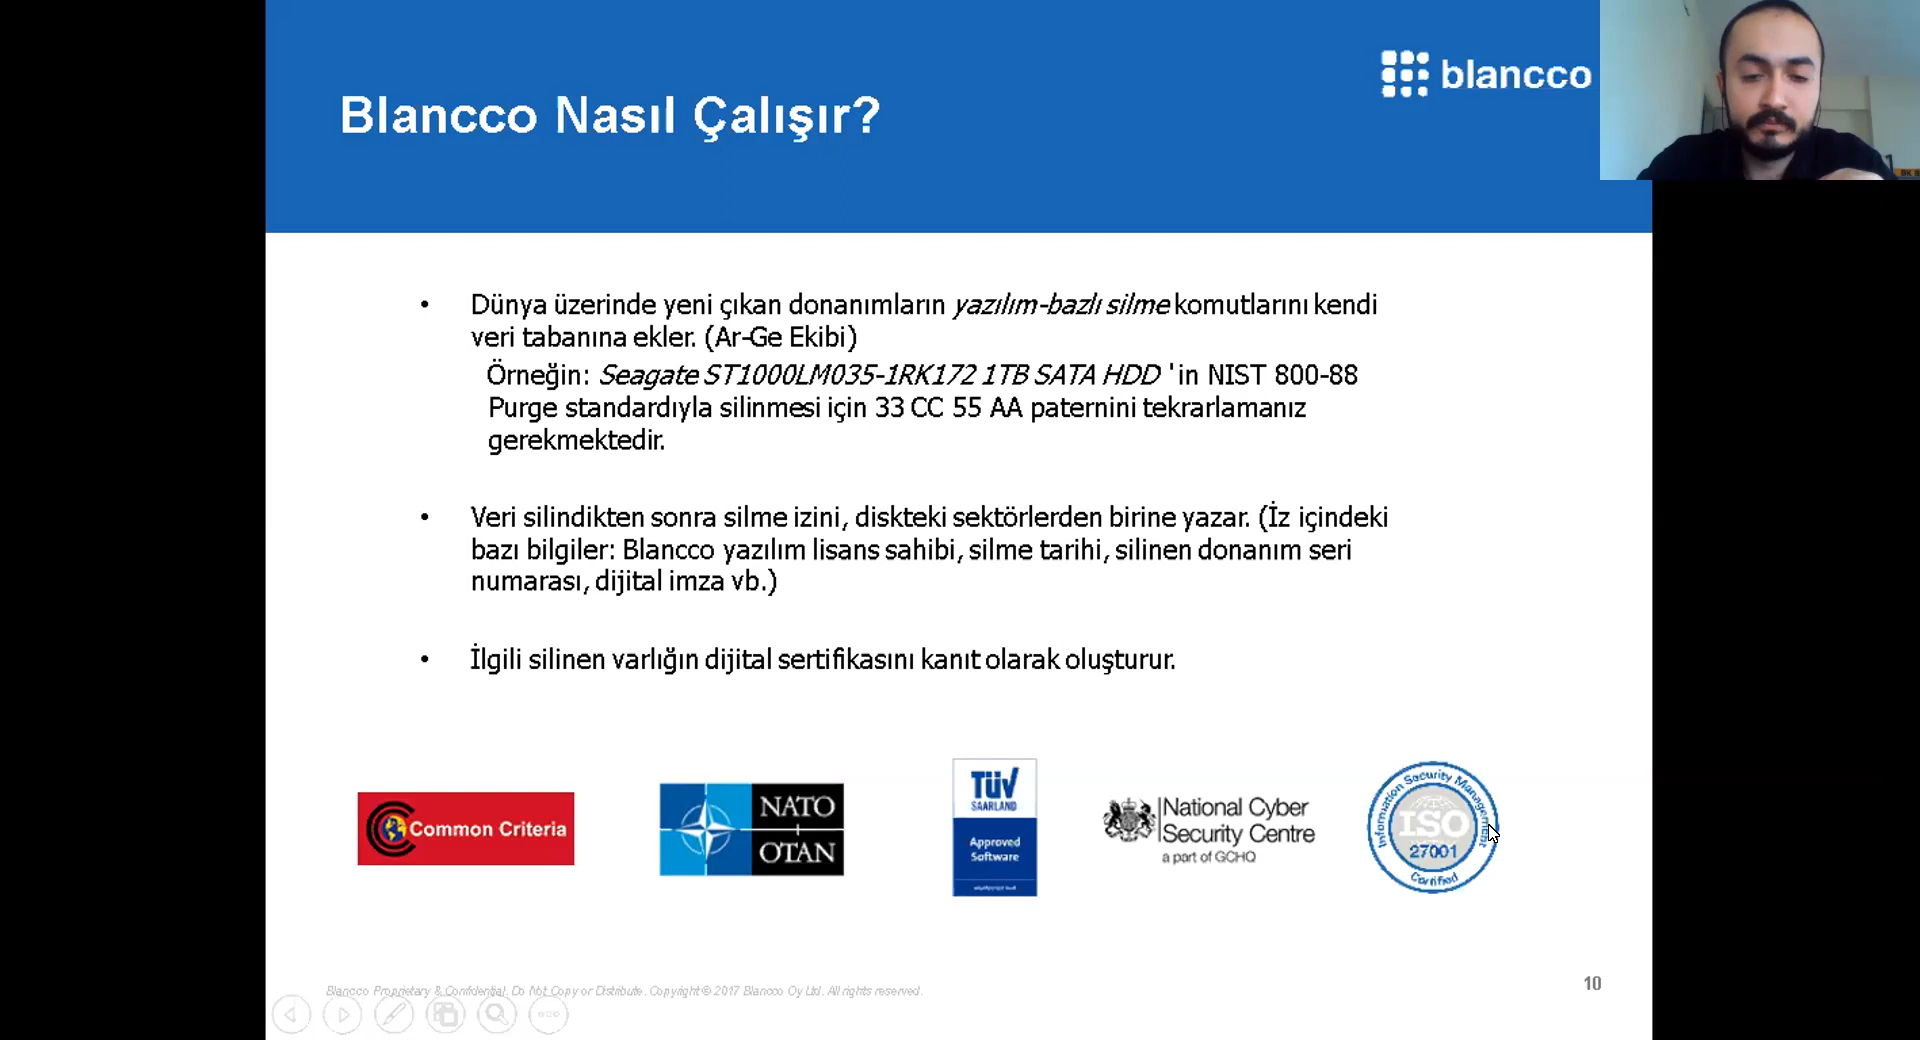 blancco
Blancco Nasıl Çalışır?
• Dünya üzerinde yeni çıkan donanımların yazılım-bazlı silme komutlarını kendi
veri tabanına ekler. (Ar-Ge Ekibi)
Örneğin: Seagate ST1000LM035-1RK172 1TB SATA HDD 'in NIST 800-88
Purge standardıyla silinmesi için 33 CC 55 AA paternini tekrarlamanız
gerekmektedir.
• Veri silindikten sonra silme izini, diskteki sektörlerden birine yazar. (İz içindeki
bazı bilgiler: Blancco yazılım lisans sahibi, silme tarihi, silinen donanım seri
numarası, dijital imza vb.)
• İlgili silinen varlığın dijital sertifikasını kanıt olarak oluşturur.
Common Criteria
NATO
OTAN
TÜV
SAARLAND
Approved
Software
National Cyber
Security Centre
a part of GCHQ
Information Security Management
ISO
27001
Certified
Blancco Proprietary & Confidential. Do Not Copy or Distribute. Copyright © 2017 Blancco Oy Ltd. All rights reserved.
10